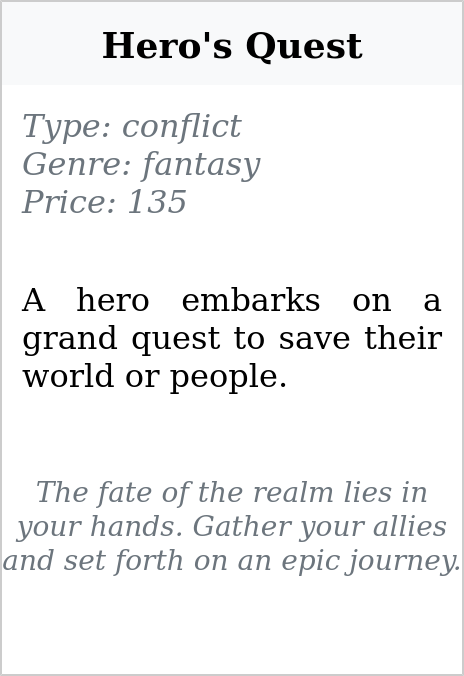 Hero's Quest
Type: conflict
Genre: fantasy
Price: 135
A hero embarks on a
grand quest to save their
world or people.
The fate of the realm lies in
your hands. Gather your allies
and set forth on an epic journey.